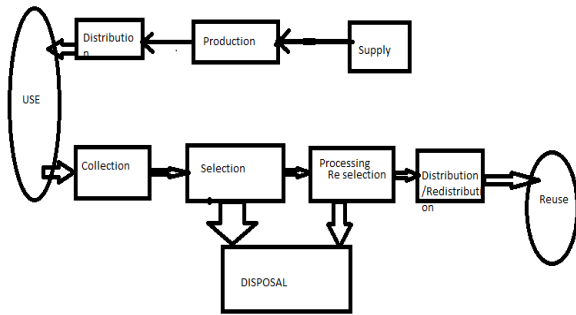 Distributio
n
Production
Supply
USE
Collection
Selection
Processing
Re selection
Distribution
/Redistributi
on
Reuse
DISPOSAL